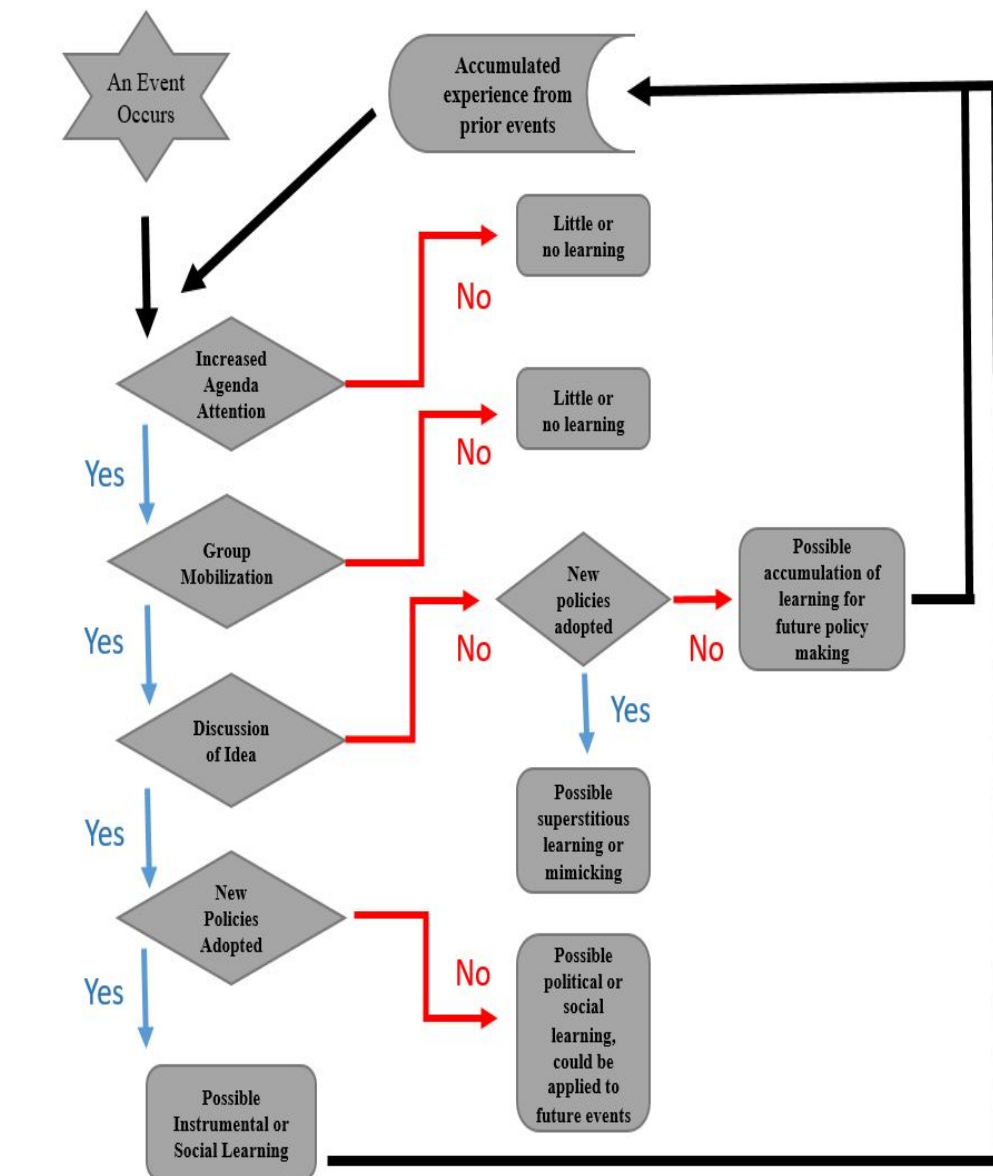 An Event
Occurs
Accumulated
experience from
prior events
Little or
no learning
No
Increased
Agenda
Attention
Little or
no learning
Yes
No
Group
Mobilization
New
policies
adopted
Possible
accumulation of
learning for
future policy
making
Yes
No
No
Discussion
of Idea
Yes
Possible
superstitious
learning or
mimicking
Yes
New
Policies
Adopted
No
Yes
Possible
political or
social
learning,
could be
applied to
future events
Possible
Instrumental or
Social Learning